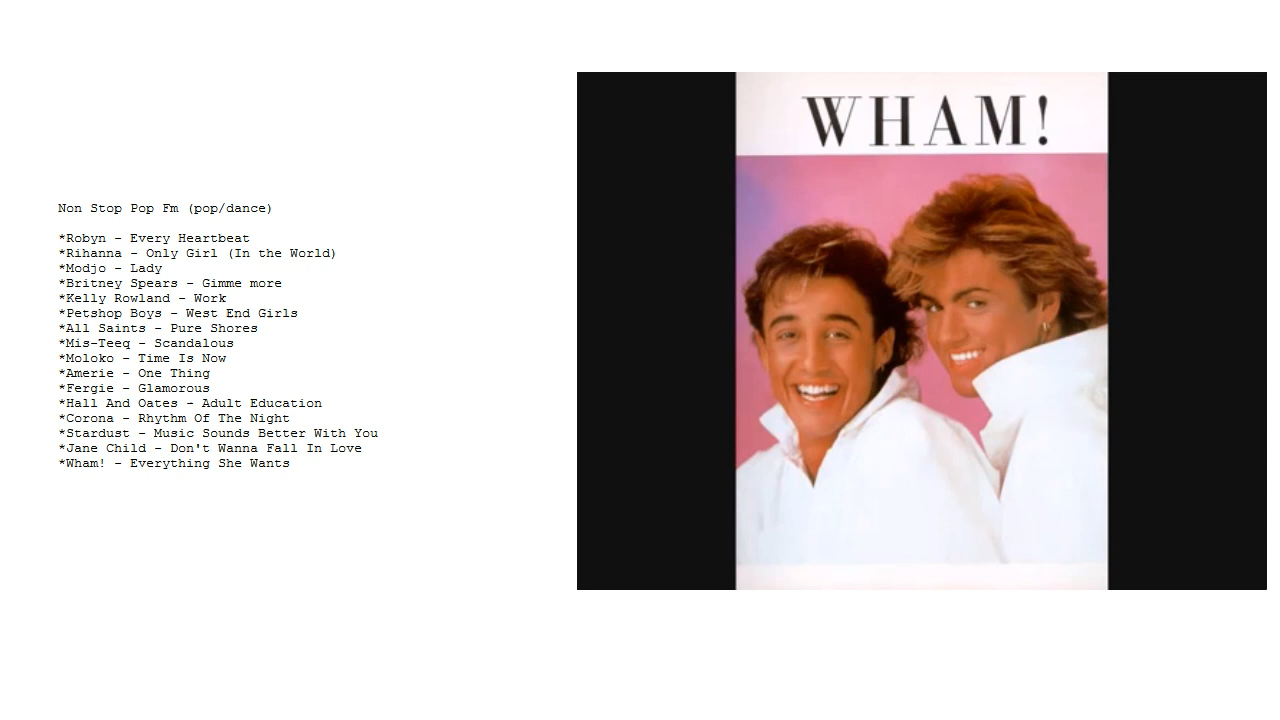 Non Stop Pop Fm (pop/dance)
*Robyn - Every Heartbeat
*Rihanna - Only Girl (In the World)
*Modjo - Lady
*Britney Spears - Gimme more
*Kelly Rowland - Work
*Petshop Boys - West End Girls
*All Saints - Pure Shores
*Mis-Teeq - Scandalous
*Moloko - Time Is Now
*Amerie - One Thing
*Fergie - Glamorous
*Hall And Oates - Adult Education
*Corona - Rhythm Of The Night
*Stardust - Music Sounds Better With You
*Jane Child - Don't Wanna Fall In Love
*Wham! - Everything She Wants
WHAM!